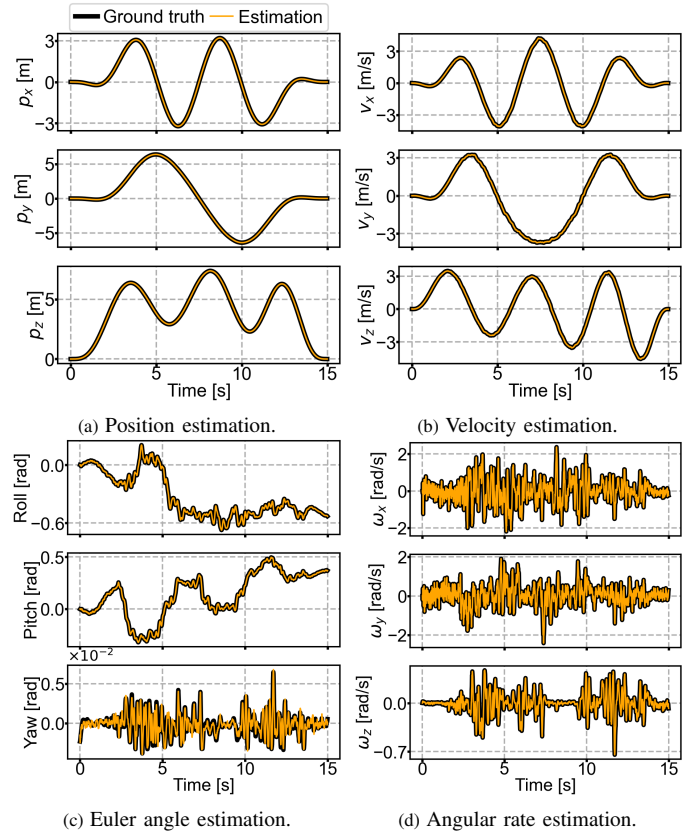 Ground truth Estimation
3
0
−3
p_x [m]
5
0
−5
p_y [m]
5
0
p_z [m]
0 5 10 15
Time [s]
(a) Position estimation.
3
0
−3
v_x [m/s]
3
0
−3
v_y [m/s]
3
0
−3
v_z [m/s]
0 5 10 15
Time [s]
(b) Velocity estimation.
0.0
−0.6
Roll [rad]
0.5
0.0
Pitch [rad]
×10⁻²
0.5
0.0
Yaw [rad]
0 5 10 15
Time [s]
(c) Euler angle estimation.
2
0
−2
ω_x [rad/s]
2
0
−2
ω_y [rad/s]
0.0
−0.7
ω_z [rad/s]
0 5 10 15
Time [s]
(d) Angular rate estimation.